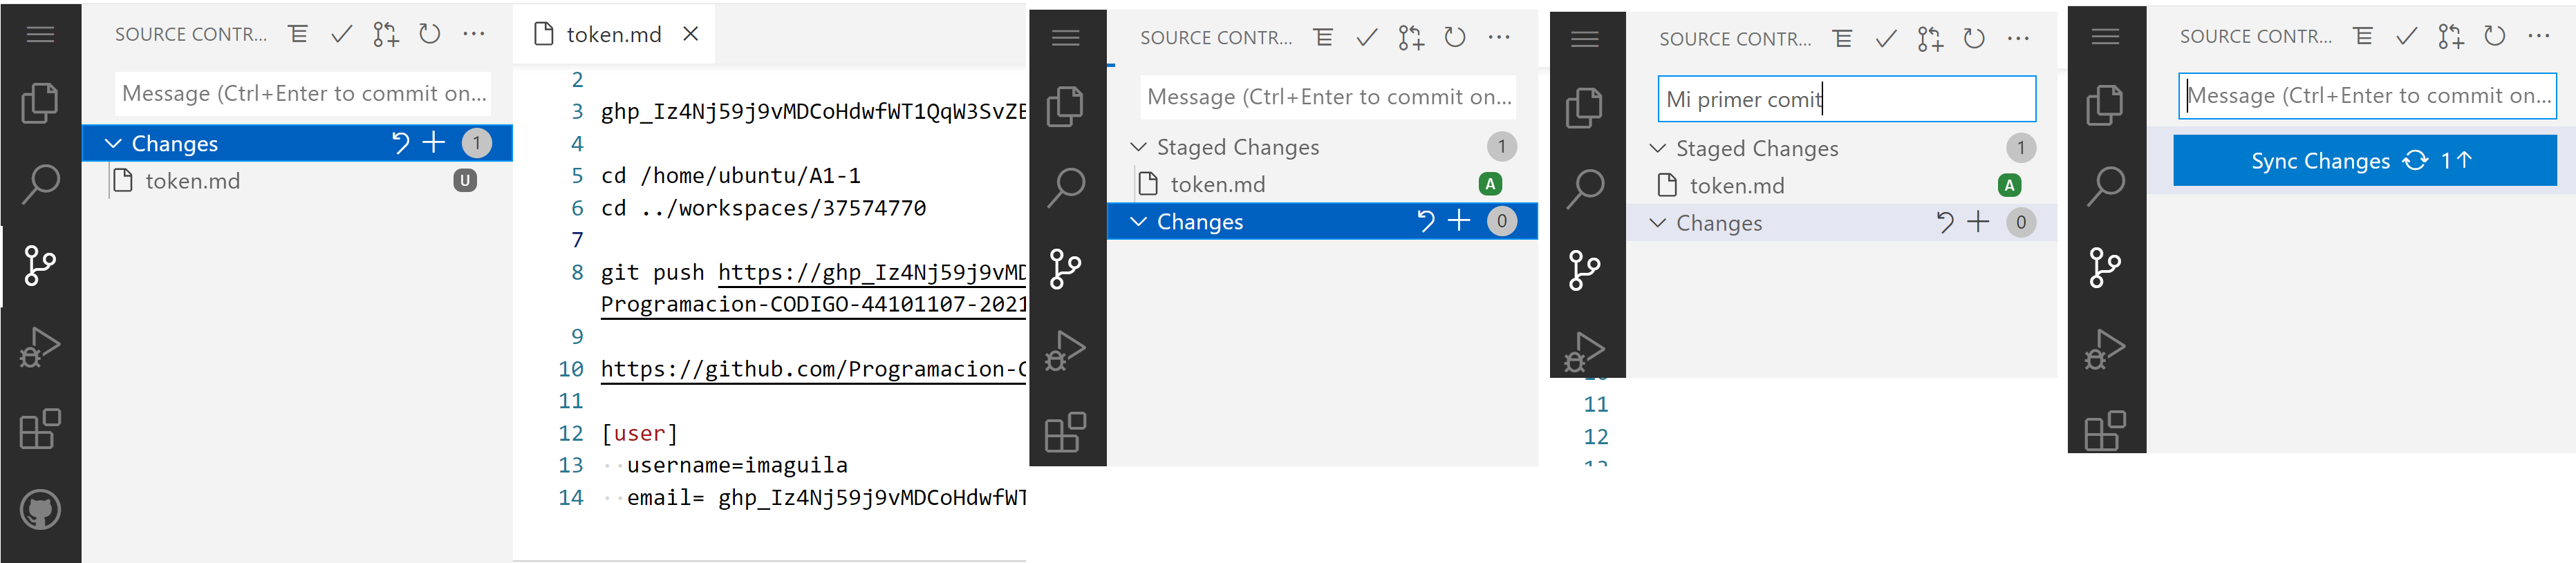 SOURCE CONTR...
Message (Ctrl+Enter to commit on...
Changes 1
token.md U
token.md
2
3 ghp_Iz4Nj59j9vMDCoHdwfWT1QqW3SvZE
4
5 cd /home/ubuntu/A1-1
6 cd ../workspaces/37574770
7
8 git push https://ghp_Iz4Nj59j9vMD
Programacion-CODIGO-44101107-2021
9
10 https://github.com/Programacion-C
11
12 [user]
13 username=imaguila
14 email= ghp_Iz4Nj59j9vMDCoHdwfWT
SOURCE CONTR...
Message (Ctrl+Enter to commit on...
Staged Changes 1
token.md A
Changes 0
SOURCE CONTR...
Mi primer comit
Staged Changes 1
token.md A
Changes 0
11
12
SOURCE CONTR...
Message (Ctrl+Enter to commit on...
Sync Changes 1↑